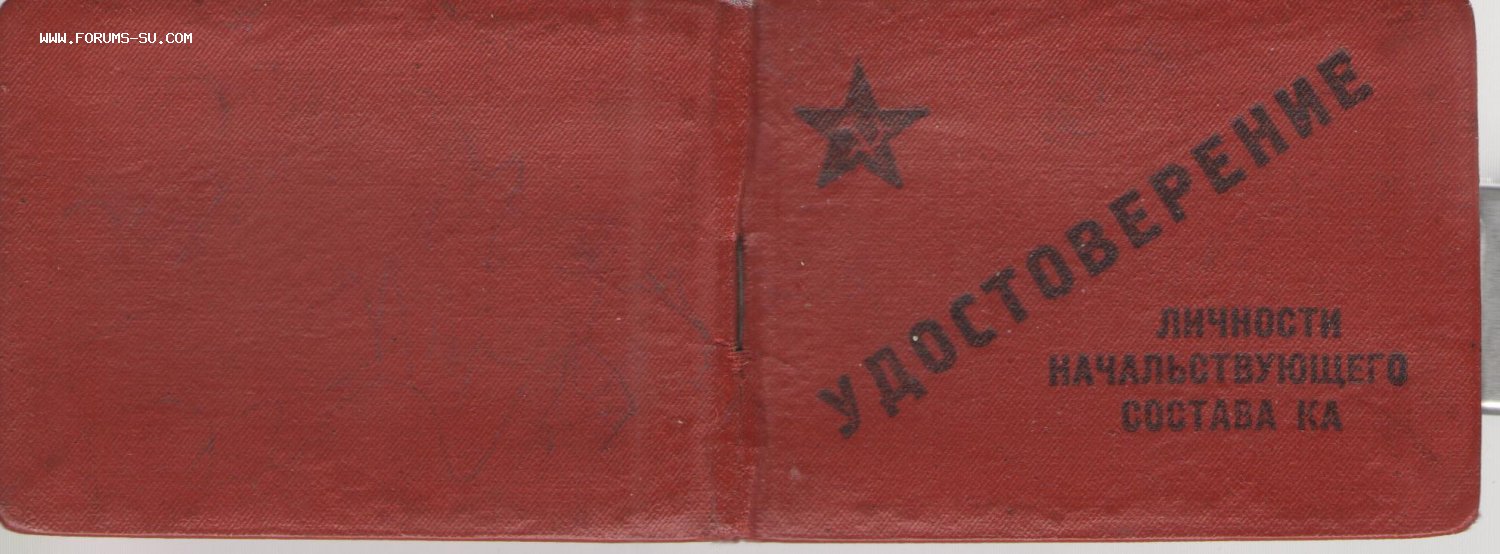 WWW.FORUMS-SU.COM
УДОСТОВЕРЕНИЕ
ЛИЧНОСТИ
НАЧАЛЬСТВУЮЩЕГО
СОСТАВА КА